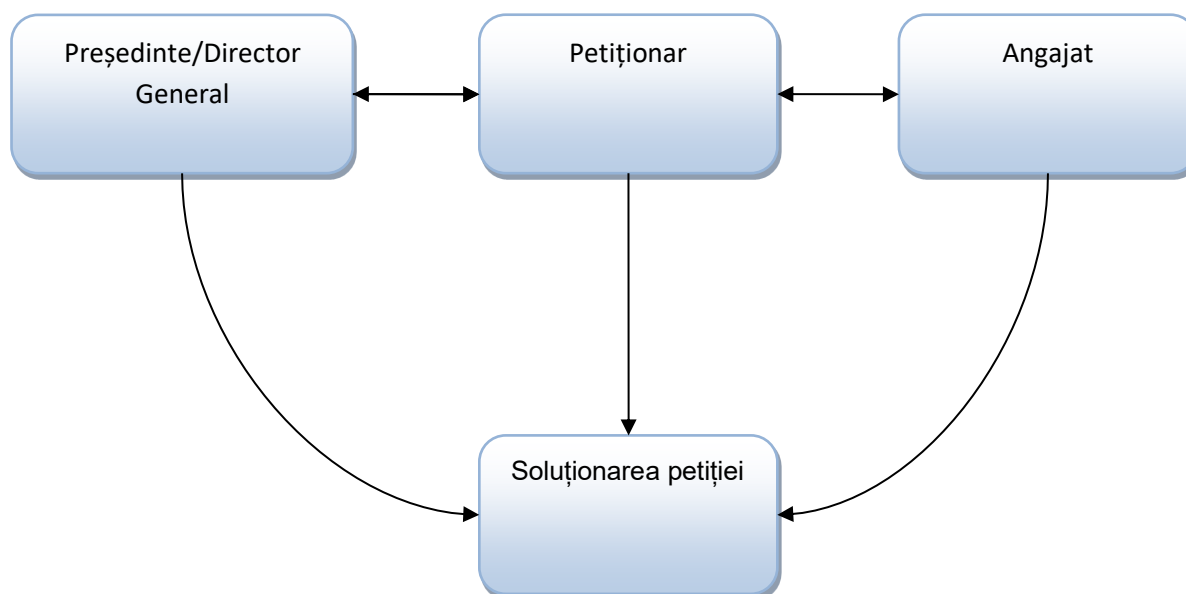 Președinte/Director
General
Petiționar
Angajat
Soluționarea petiției